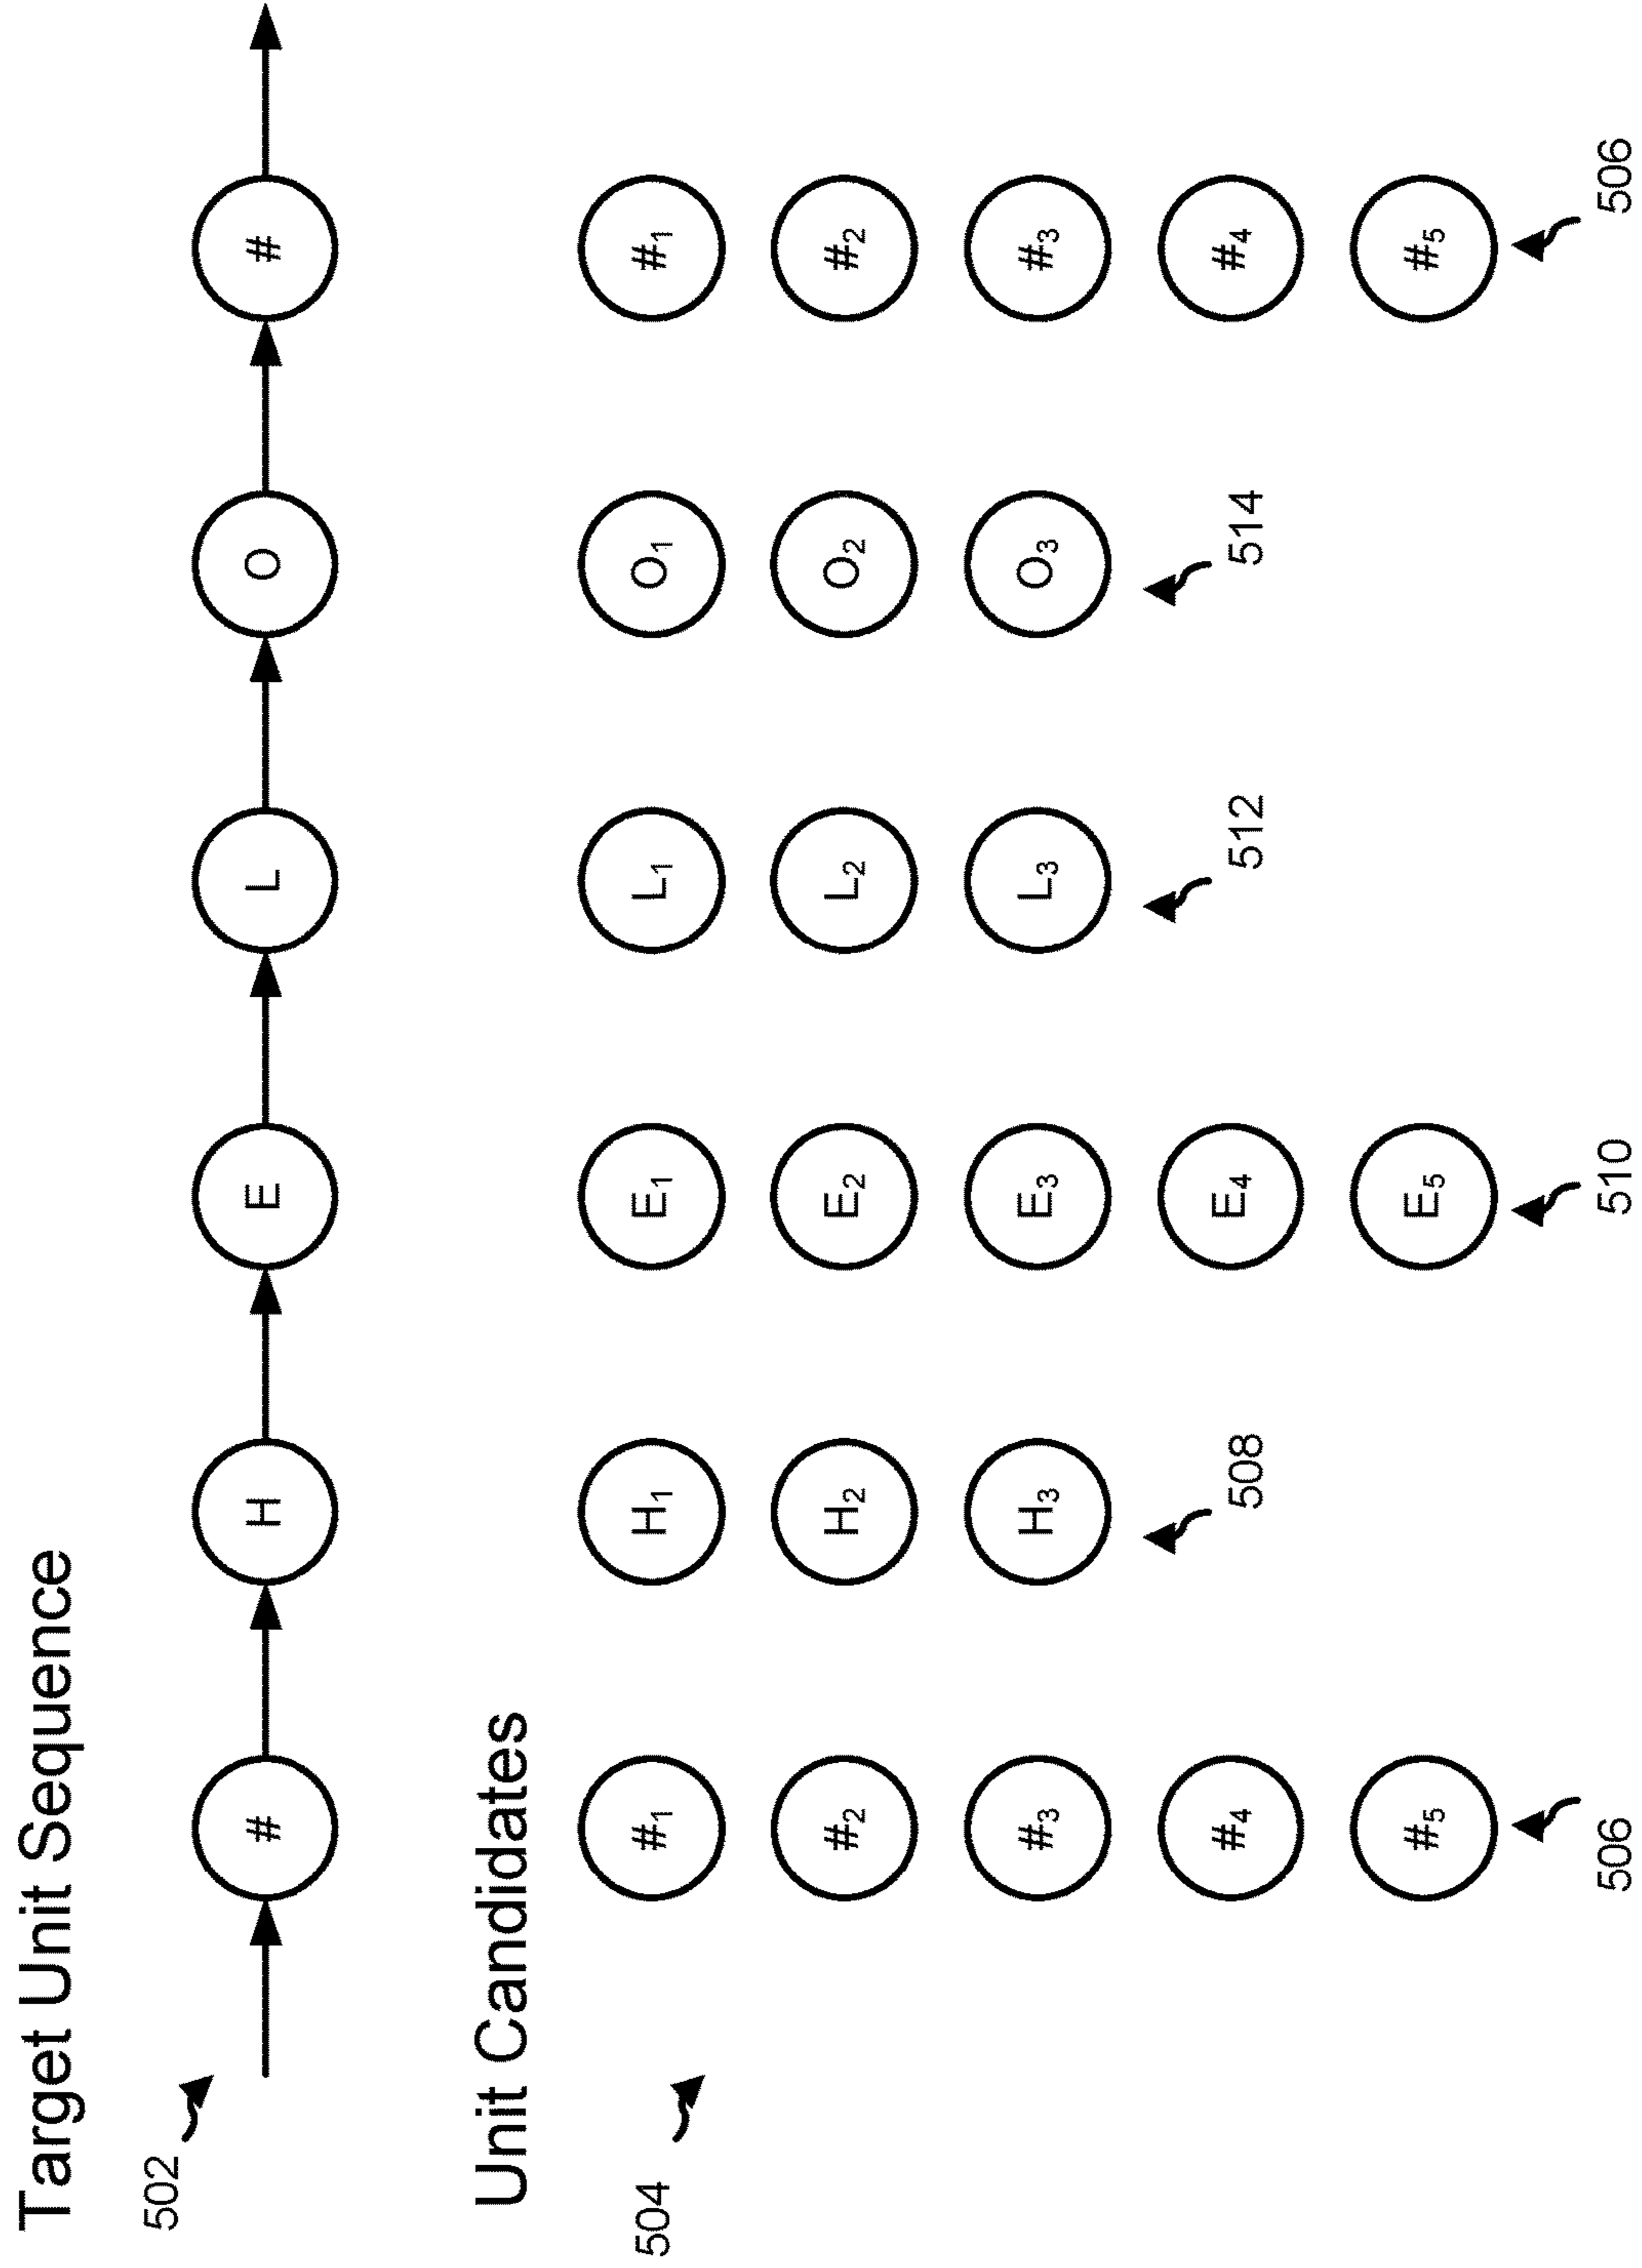 Target Unit Sequence
502
# H E L O #
Unit Candidates
504
#₁ H₁ E₁ L₁ O₁ #₁
#₂ H₂ E₂ L₂ O₂ #₂
#₃ H₃ E₃ L₃ O₃ #₃
508 512 514
#₄ E₄ #₄
#₅ E₅ #₅
506 510 506